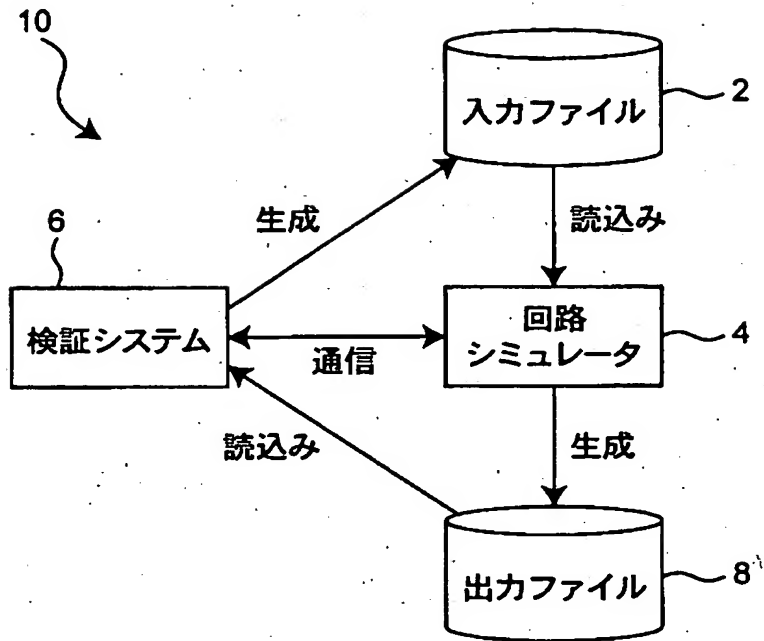 10
入力ファイル
2
生成
読込み
6
検証システム
通信
回路
シミュレータ
4
読込み
生成
出力ファイル
8